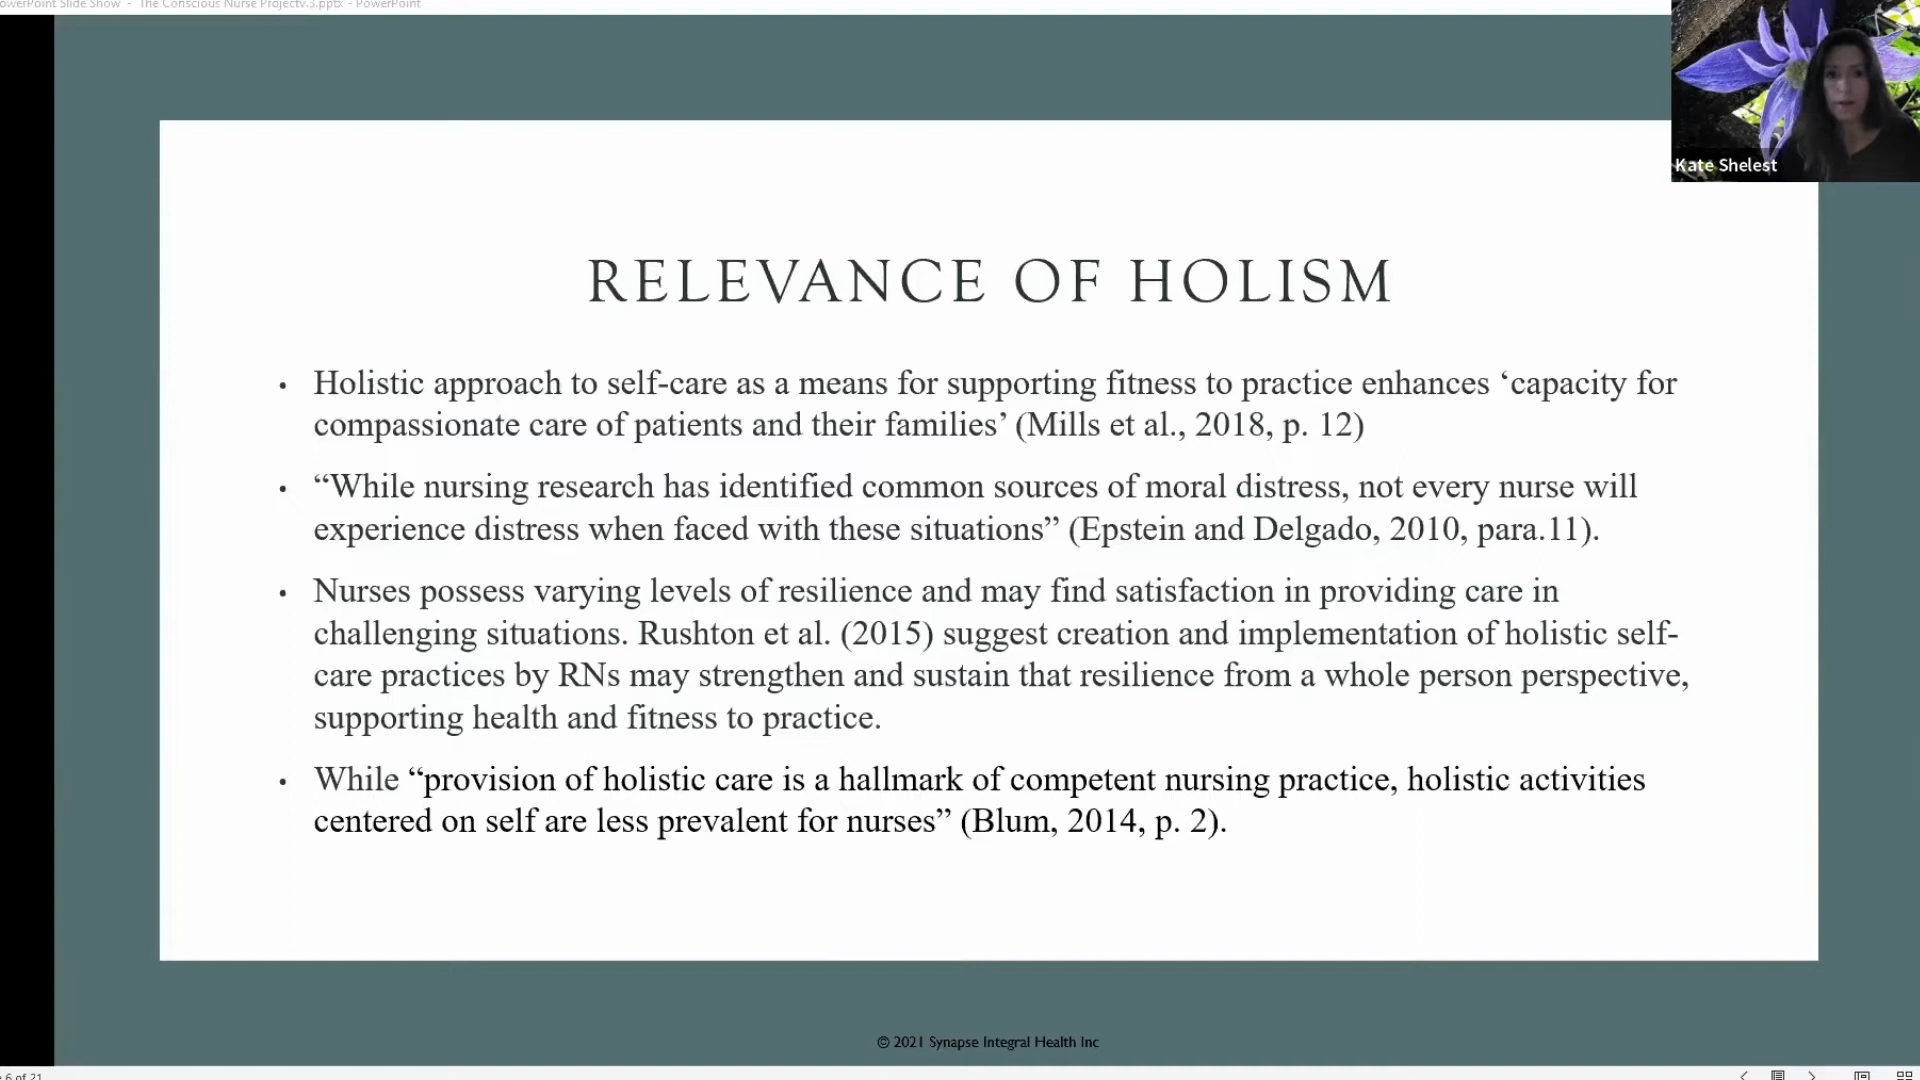 PowerPoint Slide Show - The Conscious Nurse Projectv.3.pptx - PowerPoint
Kate Shelest
RELEVANCE OF HOLISM
• Holistic approach to self-care as a means for supporting fitness to practice enhances ‘capacity for
compassionate care of patients and their families’ (Mills et al., 2018, p. 12)
• “While nursing research has identified common sources of moral distress, not every nurse will
experience distress when faced with these situations” (Epstein and Delgado, 2010, para.11).
• Nurses possess varying levels of resilience and may find satisfaction in providing care in
challenging situations. Rushton et al. (2015) suggest creation and implementation of holistic self-
care practices by RNs may strengthen and sustain that resilience from a whole person perspective,
supporting health and fitness to practice.
• While “provision of holistic care is a hallmark of competent nursing practice, holistic activities
centered on self are less prevalent for nurses” (Blum, 2014, p. 2).
© 2021 Synapse Integral Health Inc
6 of 21